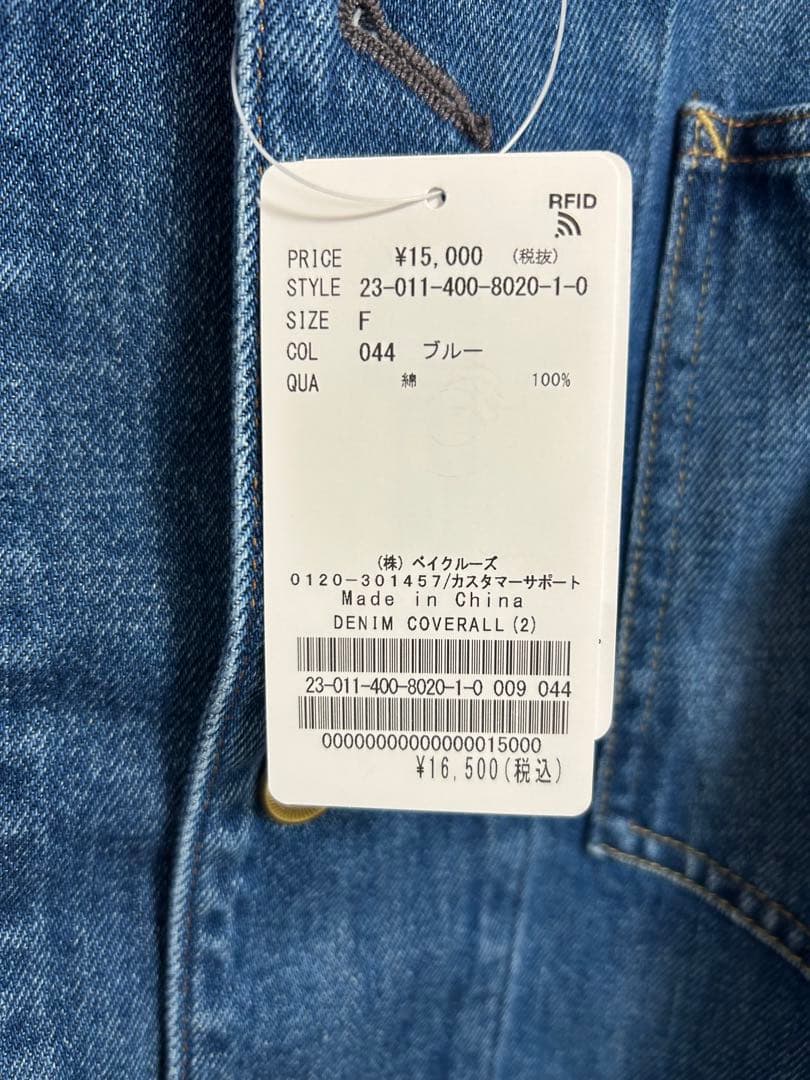 RFID
PRICE ¥15,000 (税抜)
STYLE 23-011-400-8020-1-0
SIZE F
COL 044 ブルー
QUA 綿 100%
(株) ベイクルーズ
0120-301457/カスタマーサポート
Made in China
DENIM COVERALL(2)
23-011-400-8020-1-0 009 044
00000000000000015000
¥16,500(税込)